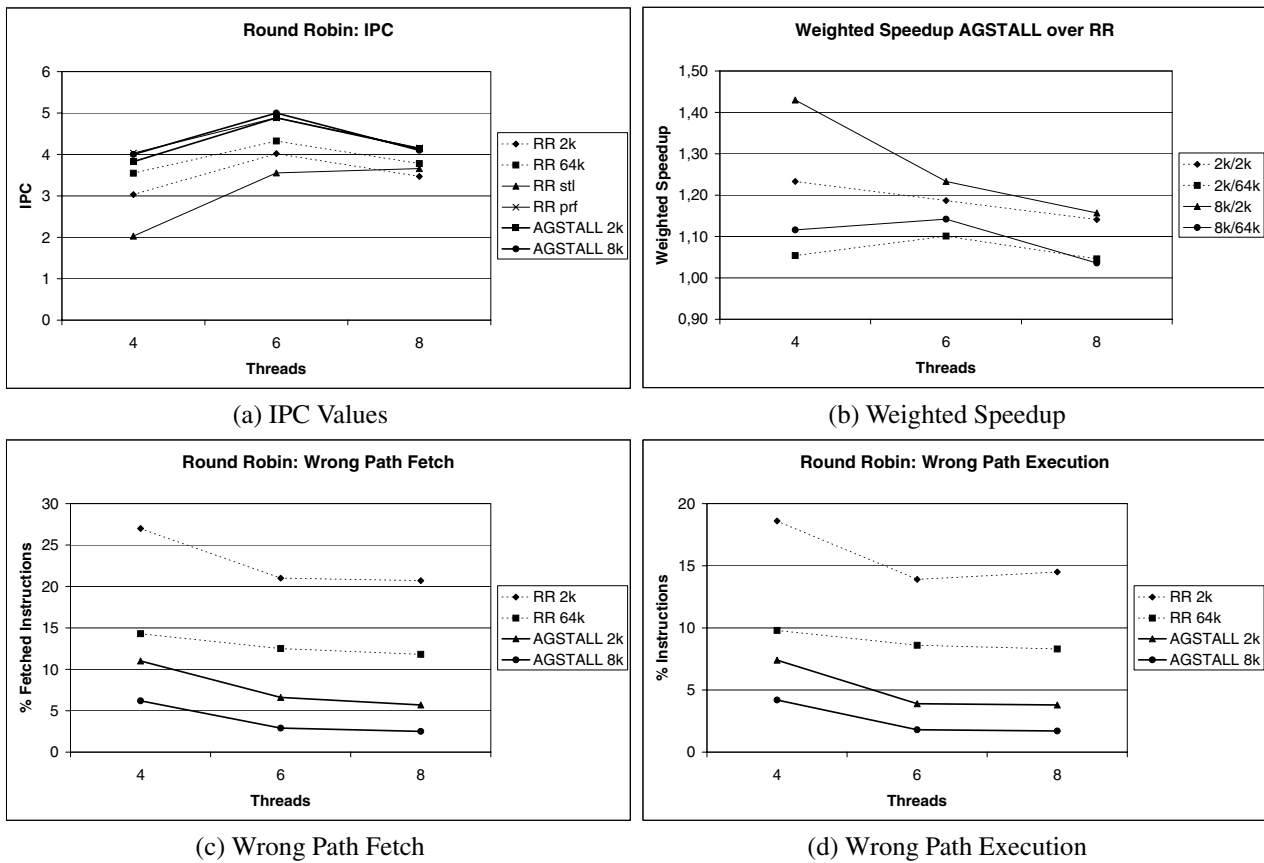 Round Robin: IPC
IPC
6
5
4
3
2
1
0
4 6 8
Threads
RR 2k
RR 64k
RR stl
RR prf
AGSTALL 2k
AGSTALL 8k
(a) IPC Values
Weighted Speedup AGSTALL over RR
Weighted Speedup
1,50
1,40
1,30
1,20
1,10
1,00
0,90
4 6 8
Threads
2k/2k
2k/64k
8k/2k
8k/64k
(b) Weighted Speedup
Round Robin: Wrong Path Fetch
% Fetched Instructions
30
25
20
15
10
5
0
4 6 8
Threads
RR 2k
RR 64k
AGSTALL 2k
AGSTALL 8k
(c) Wrong Path Fetch
Round Robin: Wrong Path Execution
% Instructions
20
15
10
5
0
4 6 8
Threads
RR 2k
RR 64k
AGSTALL 2k
AGSTALL 8k
(d) Wrong Path Execution